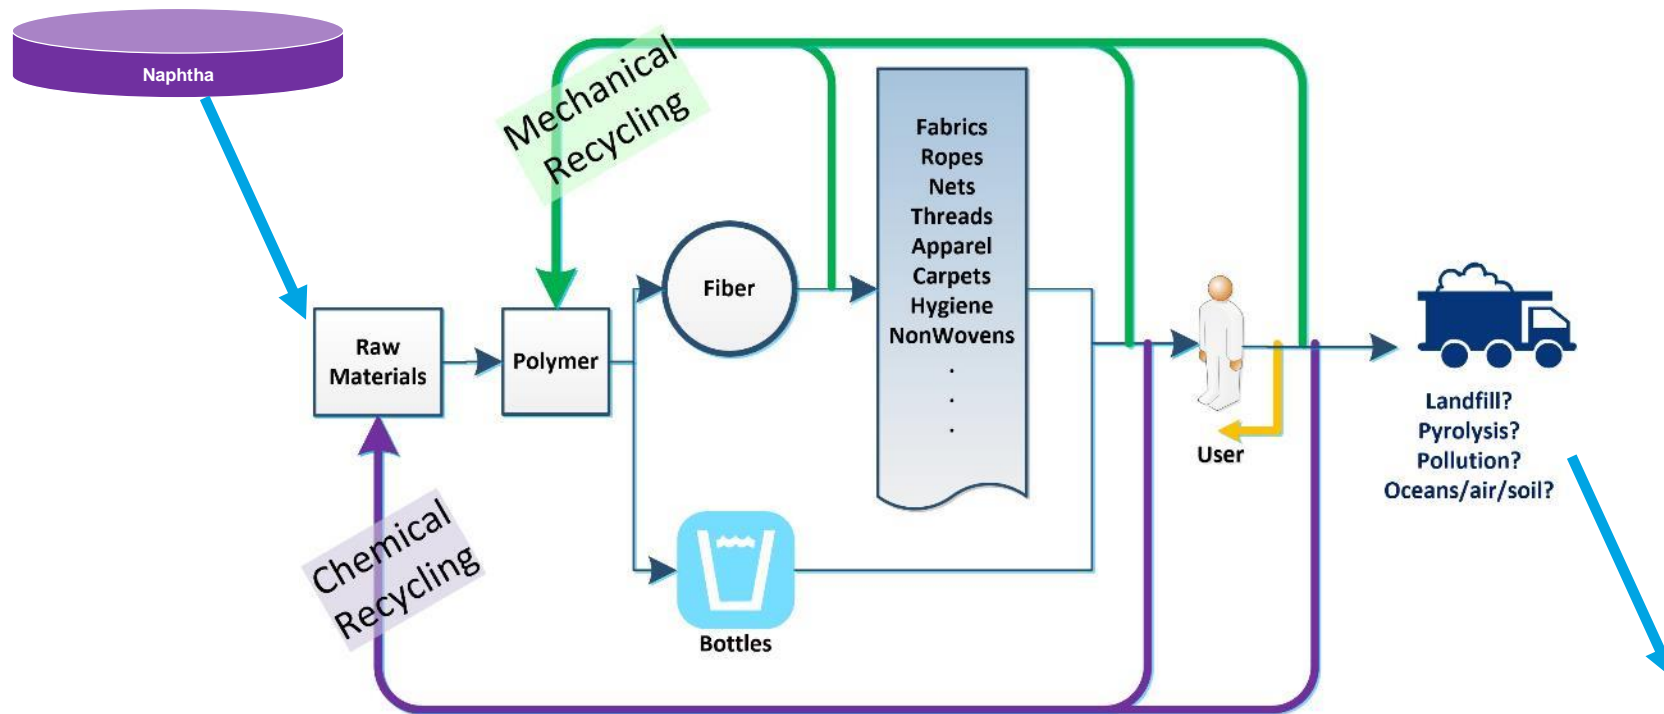 Naphtha
Mechanical
Recycling
Fabrics
Ropes
Nets
Threads
Apparel
Carpets
Hygiene
NonWovens
.
.
.
Fiber
Raw
Materials
Polymer
User
Landfill?
Pyrolysis?
Pollution?
Oceans/air/soil?
Chemical
Recycling
Bottles